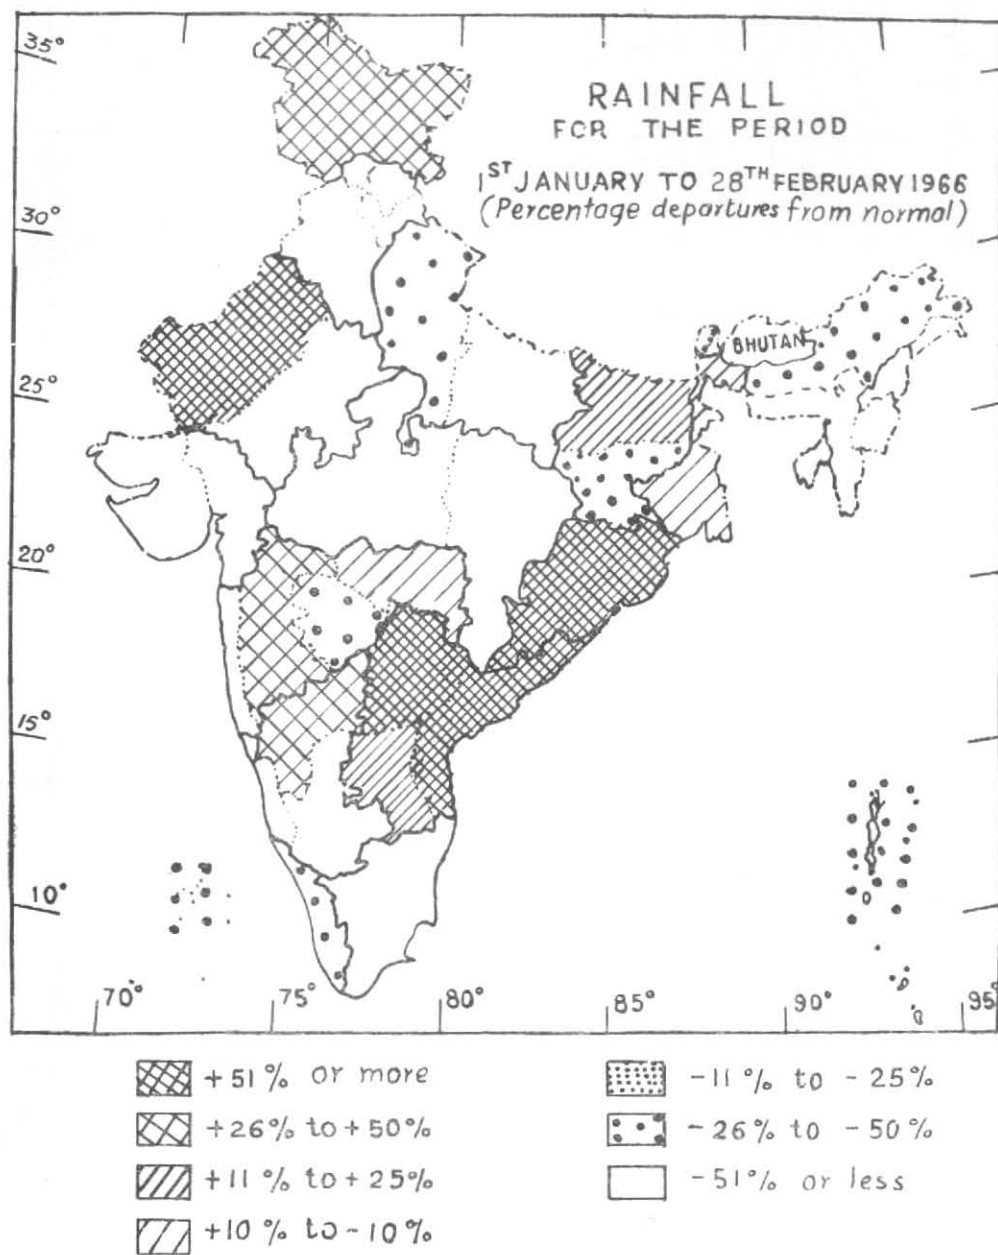 RAINFALL
FOR THE PERIOD
1ST JANUARY TO 28TH FEBRUARY 1966
(Percentage departures from normal)
35°
30°
25°
20°
15°
10°
BHUTAN
70° 75° 80° 85° 90° 95°
+51% or more
+26% to +50%
+11% to +25%
+10% to -10%
-11% to -25%
-26% to -50%
-51% or less